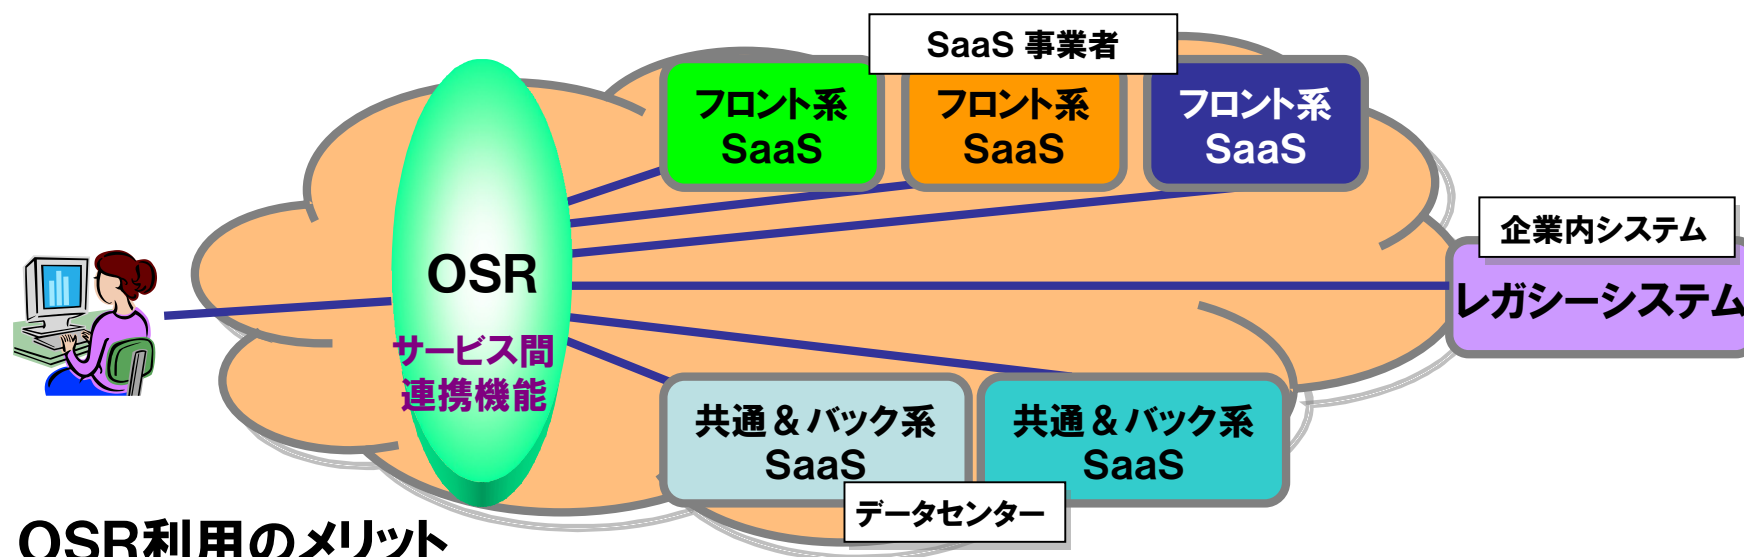 SaaS 事業者
フロント系
SaaS
フロント系
SaaS
フロント系
SaaS
企業内システム
レガシーシステム
OSR
サービス間
連携機能
共通＆バック系
SaaS
共通＆バック系
SaaS
データセンター
OSR利用のメリット